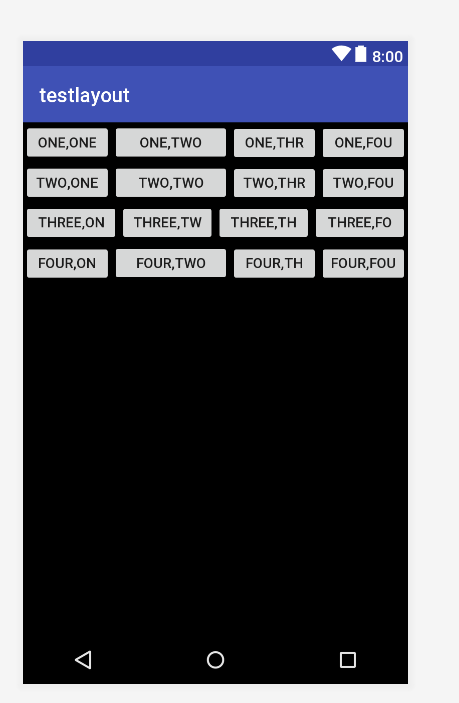 8:00
testlayout
ONE,ONE ONE,TWO ONE,THR ONE,FOU
TWO,ONE TWO,TWO TWO,THR TWO,FOU
THREE,ON THREE,TW THREE,TH THREE,FO
FOUR,ON FOUR,TWO FOUR,TH FOUR,FOU